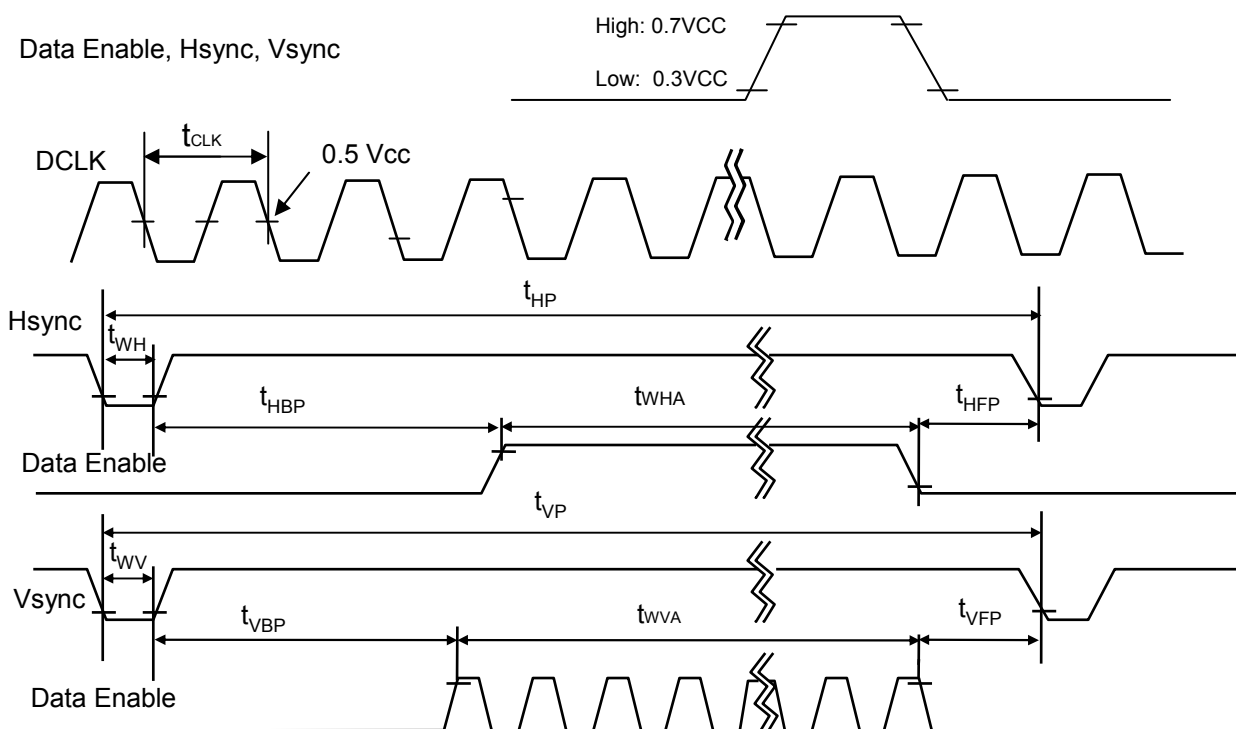 High: 0.7VCC
Data Enable, Hsync, Vsync
Low: 0.3VCC
tCLK
DCLK
0.5 Vcc
tHP
Hsync
tWH
tHBP
tWHA
tHFP
Data Enable
tVP
tWV
Vsync
tVBP
tWVA
tVFP
Data Enable